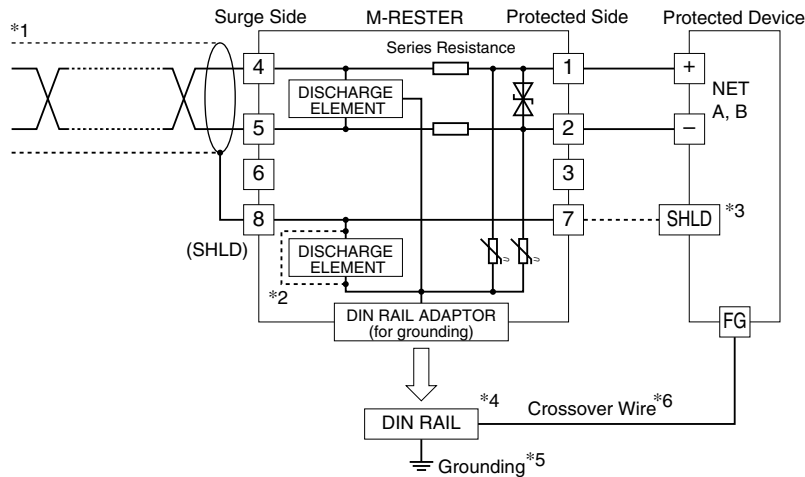 Surge Side M-RESTER Protected Side Protected Device
*1
Series Resistance
4 1 +
DISCHARGE
ELEMENT
NET
A, B
5 2 −
6 3
8 7 SHLD *3
(SHLD)
DISCHARGE
ELEMENT
*2
DIN RAIL ADAPTOR
(for grounding)
FG
*4
DIN RAIL
Crossover Wire*6
Grounding*5